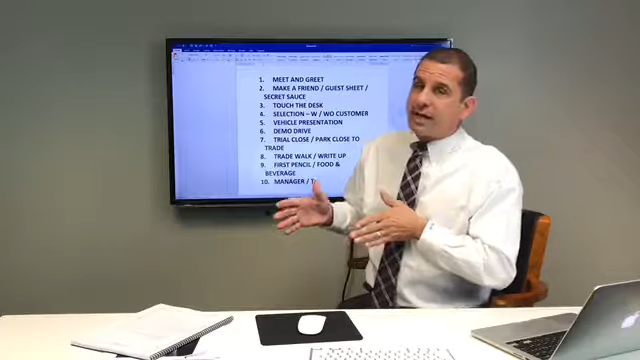 1. MEET AND GREET
2. MAKE A FRIEND / GUEST SHEET /
SECRET SAUCE
3. TOUCH THE DESK
4. SELECTION – W / WO CUSTOMER
5. VEHICLE PRESENTATION
6. DEMO DRIVE
7. TRIAL CLOSE / PARK CLOSE TO
TRADE
8. TRADE WALK / WRITE UP
9. FIRST PENCIL / FOOD &
BEVERAGE
10. MANAGER /